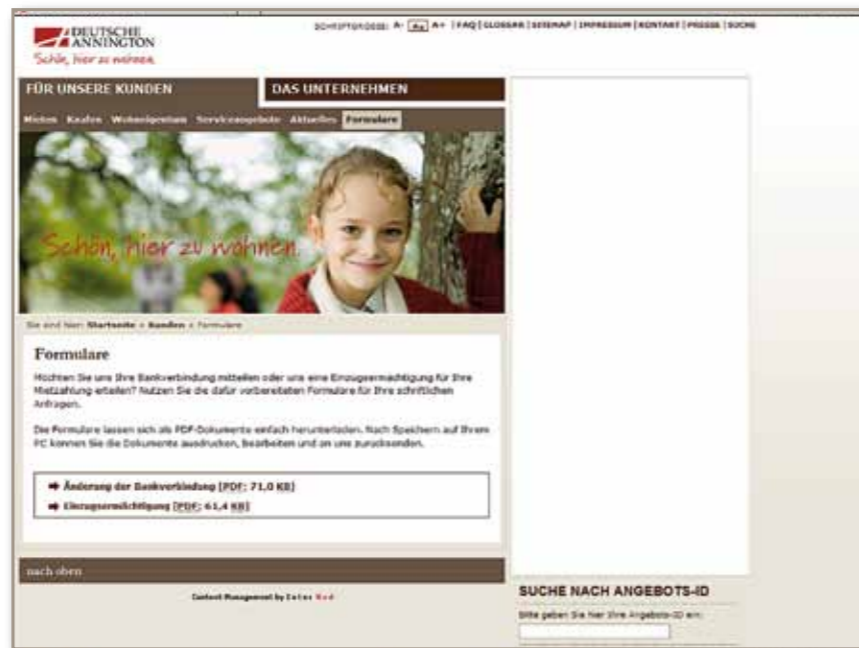 DEUTSCHE
ANNINGTON
Schön, hier zu wohnen.
SCHRIFTGRÖSSE: A- Aa A+ | FAQ | GLOSSAR | SITEMAP | IMPRESSUM | KONTAKT | PRESSE | SUCHE
FÜR UNSERE KUNDEN
DAS UNTERNEHMEN
Mieten Kaufen Wohneigentum Serviceangebote Aktuelles Formulare
Schön, hier zu wohnen.
Sie sind hier: Startseite » Kunden » Formulare
Formulare
Möchten Sie uns Ihre Bankverbindung mitteilen oder uns eine Einzugsermächtigung für Ihre
Mietzahlung erteilen? Nutzen Sie die dafür vorbereiteten Formulare für Ihre schriftlichen
Anfragen.
Die Formulare lassen sich als PDF-Dokumente einfach herunterladen. Nach Speichern auf Ihrem
PC können Sie die Dokumente ausdrucken, bearbeiten und an uns zurücksenden.
Änderung der Bankverbindung [PDF; 71,0 KB]
Einzugsermächtigung [PDF; 61,4 KB]
nach oben
Content Management by InterRed
SUCHE NACH ANGEBOTS-ID
Bitte geben Sie hier Ihre Angebots-ID ein: